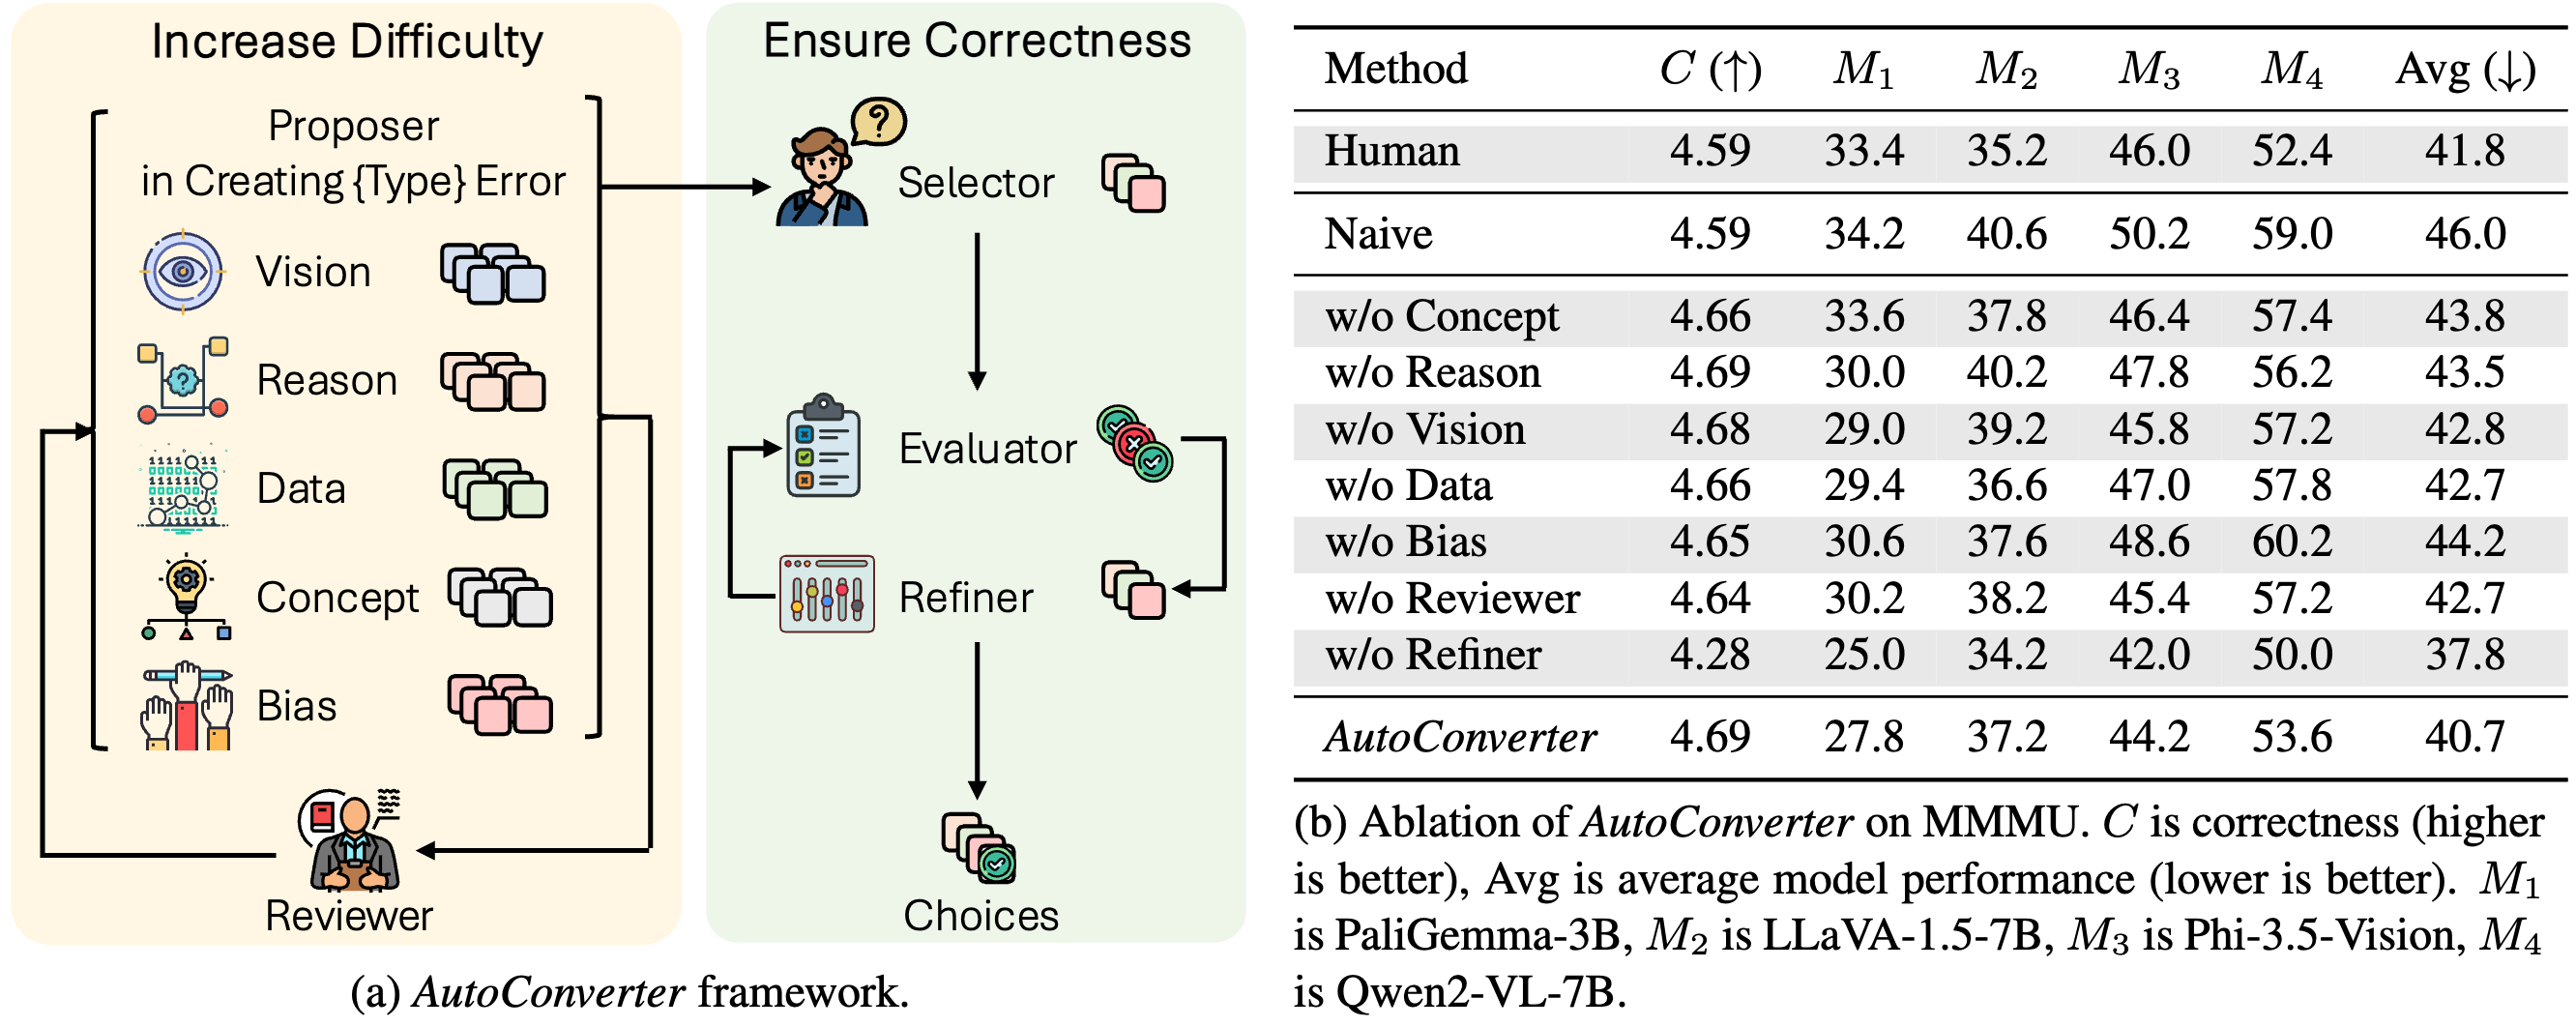 Increase Difficulty
Proposer
in Creating {Type} Error
Vision
Reason
Data
Concept
Bias
Reviewer
Ensure Correctness
Selector
Evaluator
Refiner
Choices
(a) AutoConverter framework.
Method C (↑) M1 M2 M3 M4 Avg (↓)
Human 4.59 33.4 35.2 46.0 52.4 41.8
Naive 4.59 34.2 40.6 50.2 59.0 46.0
w/o Concept 4.66 33.6 37.8 46.4 57.4 43.8
w/o Reason 4.69 30.0 40.2 47.8 56.2 43.5
w/o Vision 4.68 29.0 39.2 45.8 57.2 42.8
w/o Data 4.66 29.4 36.6 47.0 57.8 42.7
w/o Bias 4.65 30.6 37.6 48.6 60.2 44.2
w/o Reviewer 4.64 30.2 38.2 45.4 57.2 42.7
w/o Refiner 4.28 25.0 34.2 42.0 50.0 37.8
AutoConverter 4.69 27.8 37.2 44.2 53.6 40.7
(b) Ablation of AutoConverter on MMMU. C is correctness (higher
is better), Avg is average model performance (lower is better). M1
is PaliGemma-3B, M2 is LLaVA-1.5-7B, M3 is Phi-3.5-Vision, M4
is Qwen2-VL-7B.